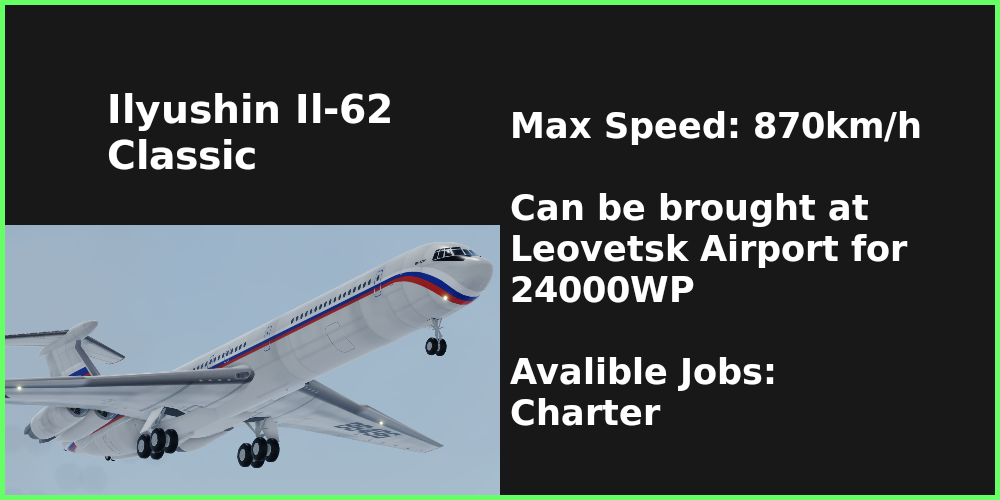 Ilyushin Il-62
Classic
Max Speed: 870km/h
Can be brought at
Leovetsk Airport for
24000WP
Avalible Jobs:
Charter